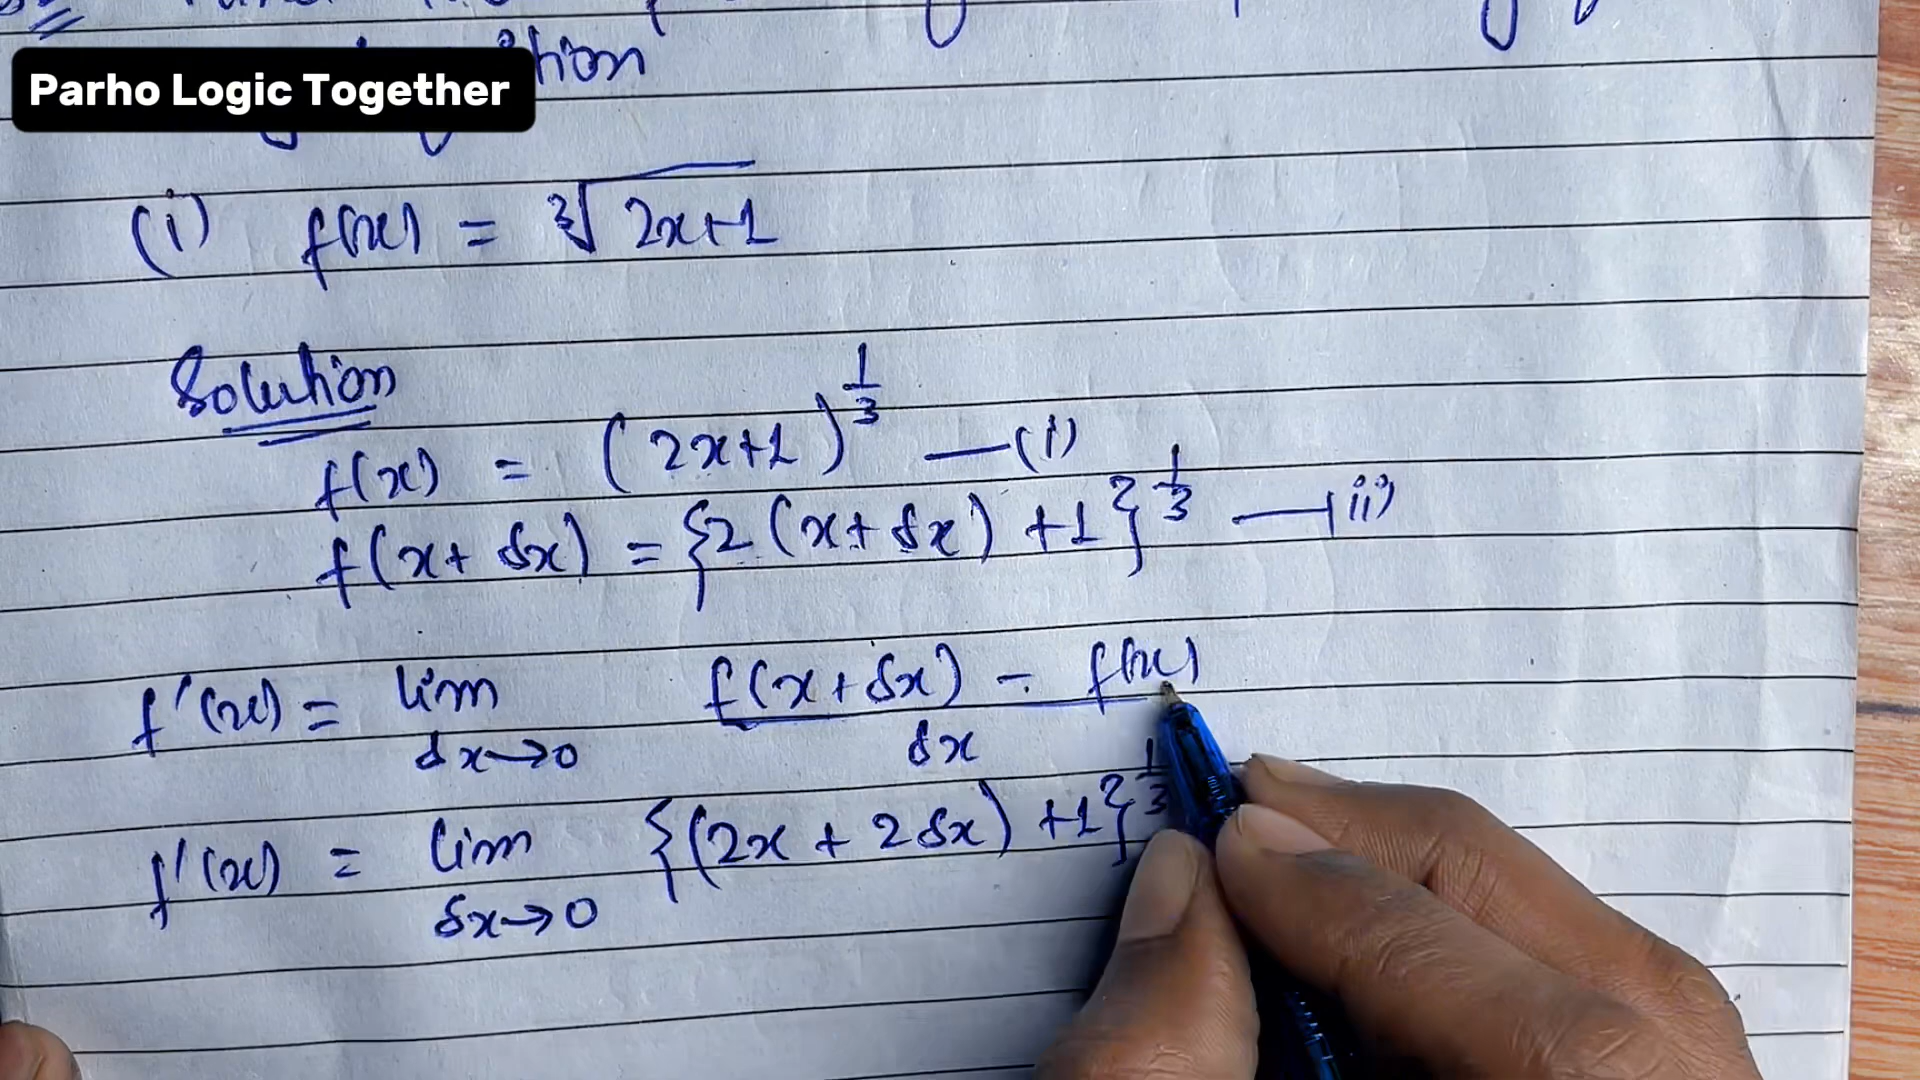 Parho Logic Together
(i) f(x) = ∛2x+1
Solution
f(x) = (2x+1)^1/3 —(i)
f(x+δx) = {2(x+δx)+1}^1/3 —(ii)
f'(x) = lim δx→0 f(x+δx) - f(x) / δx
f'(x) = lim δx→0 {(2x+2δx)+1}^1/3